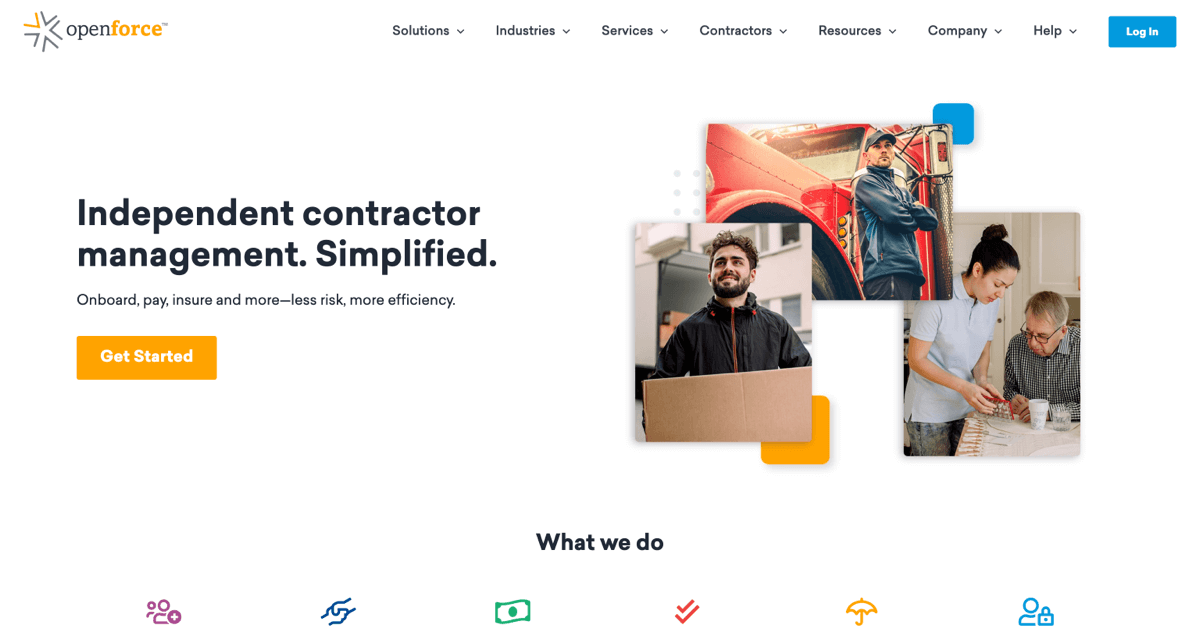 openforce™
Solutions
Industries
Services
Contractors
Resources
Company
Help
Log In
Independent contractor
management. Simplified.
Onboard, pay, insure and more—less risk, more efficiency.
Get Started
What we do